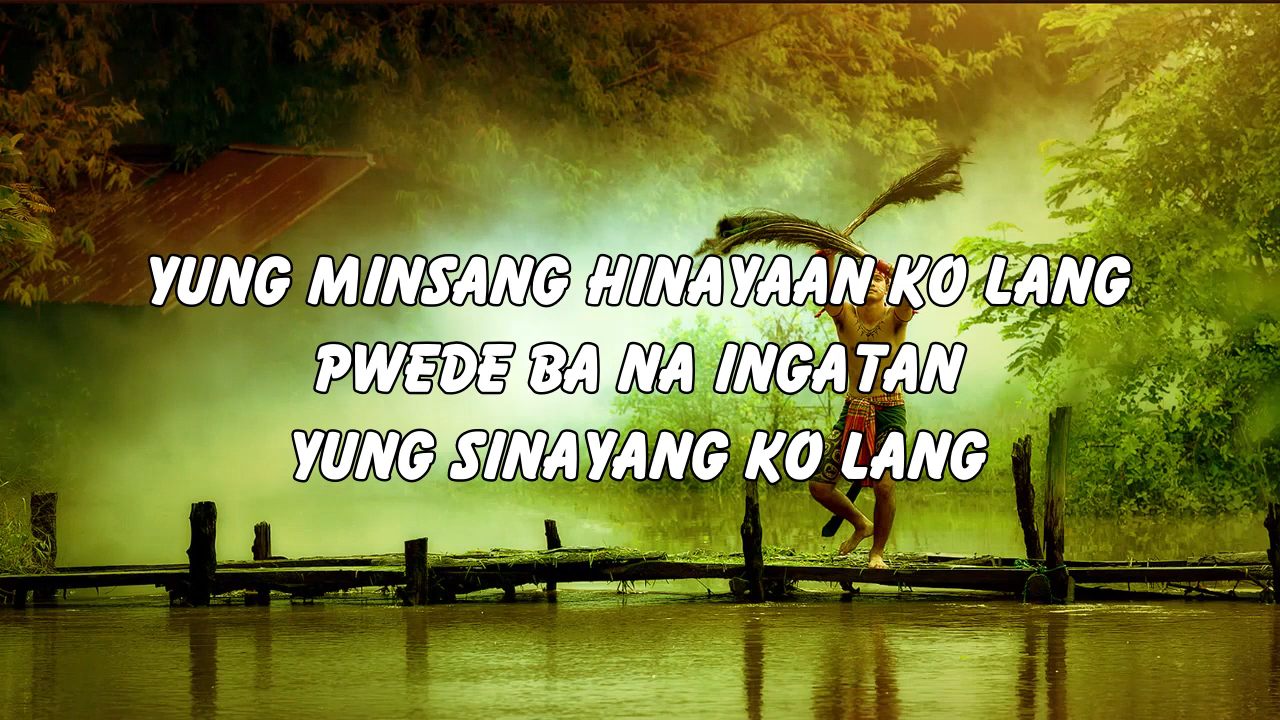 YUNG MINSANG HINAYAAN KO LANG
PWEDE BA NA INGATAN
YUNG SINAYANG KO LANG